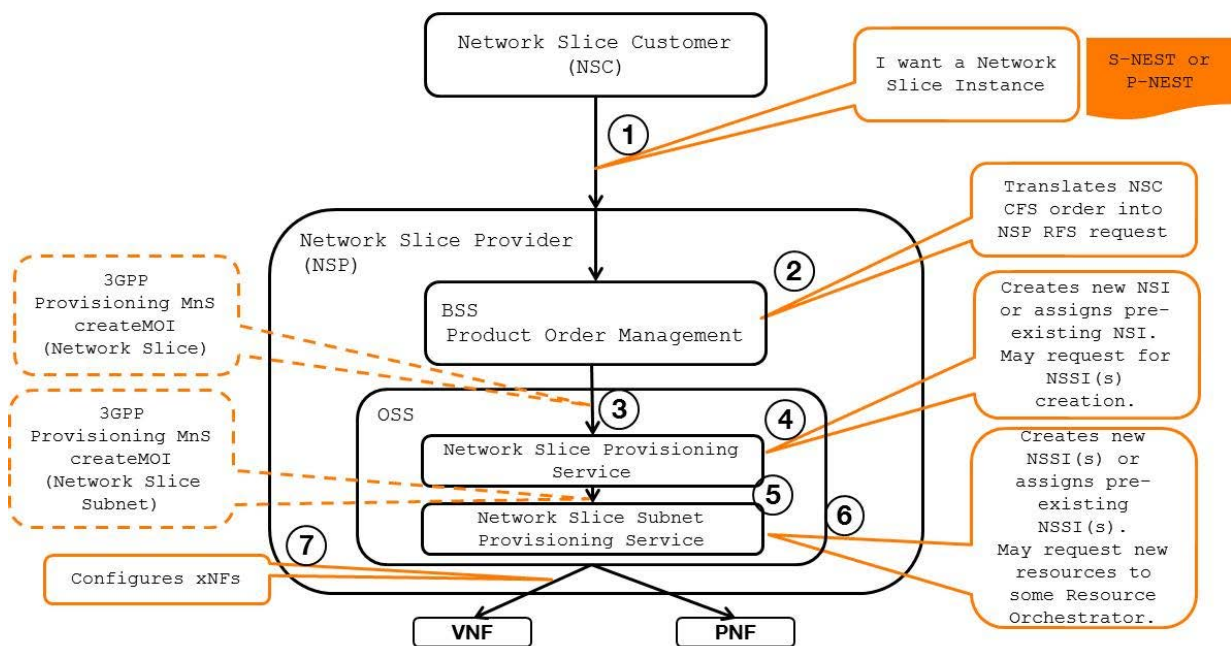 Network Slice Customer
(NSC)
I want a Network
Slice Instance
S-NEST or
P-NEST
1
Translates NSC
CFS order into
NSP RFS request
Network Slice Provider
(NSP)
2
3GPP
Provisioning MnS
createMOI
(Network Slice)
BSS
Product Order Management
Creates new NSI
or assigns pre-
existing NSI.
May request for
NSSI(s)
creation.
OSS
3
4
3GPP
Provisioning MnS
createMOI
(Network Slice
Subnet)
Network Slice Provisioning
Service
5
Network Slice Subnet
Provisioning Service
6
Creates new
NSSI(s) or
assigns pre-
existing
NSSI(s).
May request new
resources to
some Resource
Orchestrator.
7
Configures xNFs
VNF
PNF